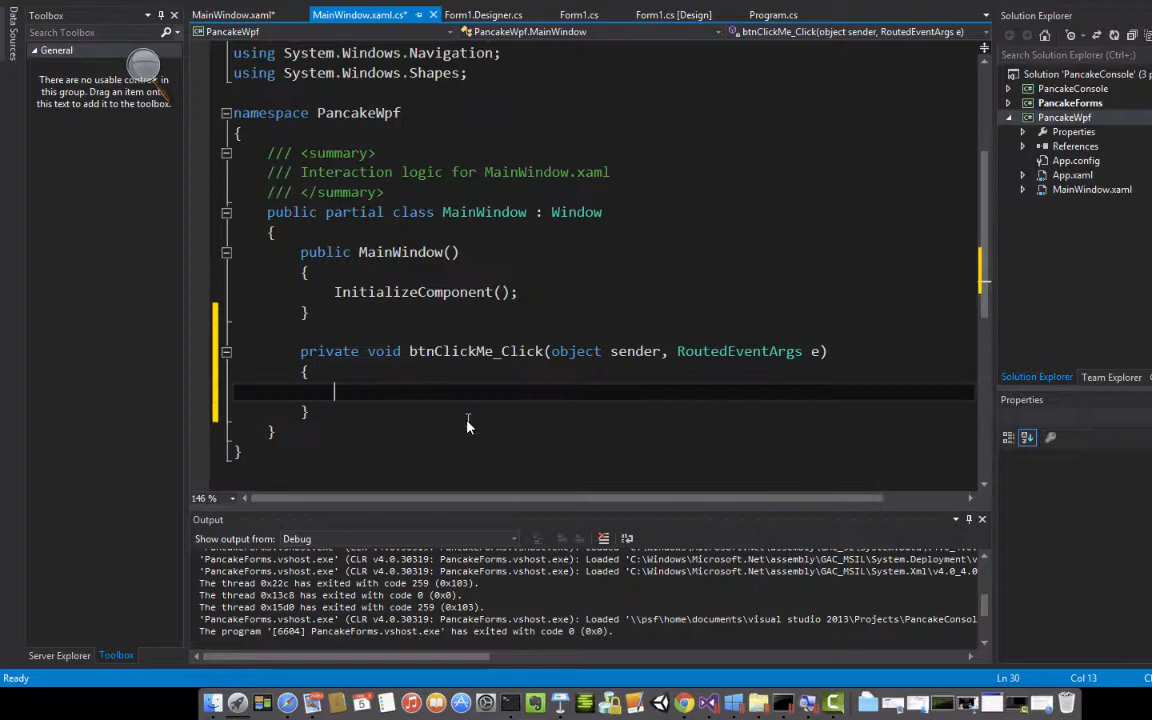 Data Sources
Toolbox
Search Toolbox
General
There are no usable controls in
this group. Drag an item onto
this text to add it to the toolbox.
Server Explorer
Toolbox
MainWindow.xaml*
MainWindow.xaml.cs*
Form1.Designer.cs
Form1.cs
Form1.cs [Design]
Program.cs
PancakeWpf
PancakeWpf.MainWindow
btnClickMe_Click(object sender, RoutedEventArgs e)
using System.Windows.Navigation;
using System.Windows.Shapes;
namespace PancakeWpf
{
/// <summary>
/// Interaction logic for MainWindow.xaml
/// </summary>
public partial class MainWindow : Window
{
public MainWindow()
{
InitializeComponent();
}
private void btnClickMe_Click(object sender, RoutedEventArgs e)
{
}
}
}
146 %
Output
Show output from: Debug
'PancakeForms.vshost.exe' (CLR v4.0.30319: PancakeForms.vshost.exe): Loaded 'C:\Windows\Microsoft.Net\assembly\GAC_MSIL\System.Deployment\v
'PancakeForms.vshost.exe' (CLR v4.0.30319: PancakeForms.vshost.exe): Loaded 'C:\Windows\Microsoft.Net\assembly\GAC_MSIL\System.Xml\v4.0_4.0
The thread 0x22c has exited with code 259 (0x103).
The thread 0x13c8 has exited with code 0 (0x0).
The thread 0x15d0 has exited with code 259 (0x103).
'PancakeForms.vshost.exe' (CLR v4.0.30319: PancakeForms.vshost.exe): Loaded '\\psf\home\documents\visual studio 2013\Projects\PancakeConsol
The program '[6604] PancakeForms.vshost.exe' has exited with code 0 (0x0).
Solution Explorer
Search Solution Explorer
Solution 'PancakeConsole' (3 p
PancakeConsole
PancakeForms
PancakeWpf
Properties
References
App.config
App.xaml
MainWindow.xaml
Solution Explorer
Team Explorer
Properties
Ready
Ln 30
Col 13
Ch